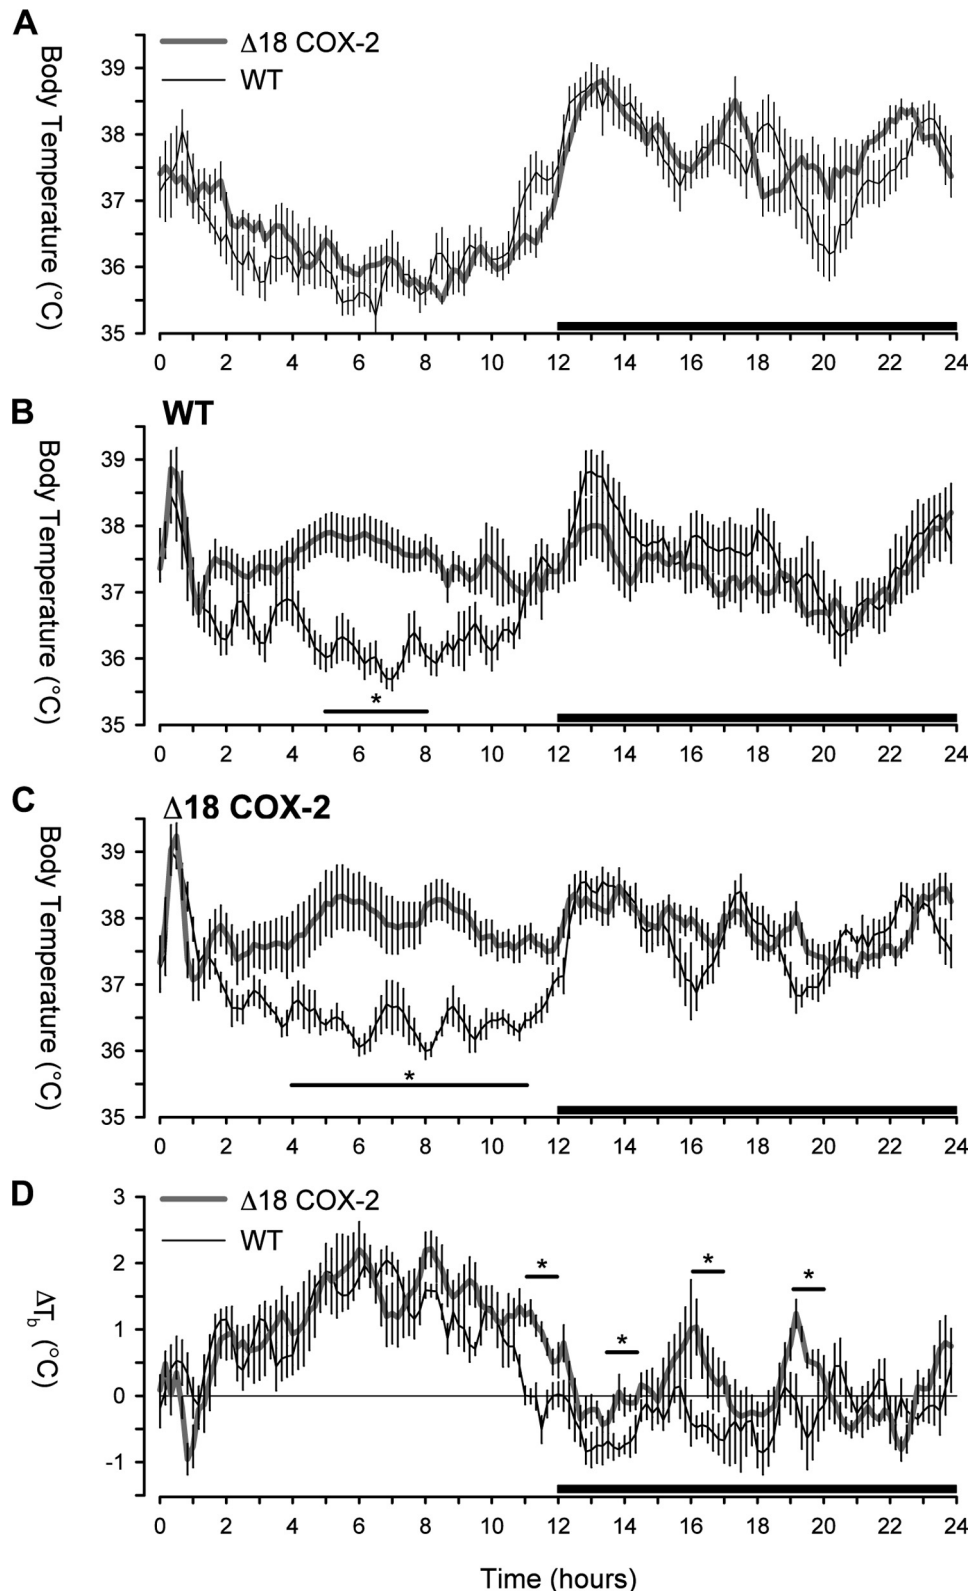 A
Δ18 COX-2
WT
Body Temperature (°C)
39
38
37
36
35
0 2 4 6 8 10 12 14 16 18 20 22 24
B
WT
Body Temperature (°C)
39
38
37
36
35
*
0 2 4 6 8 10 12 14 16 18 20 22 24
C
Δ18 COX-2
Body Temperature (°C)
39
38
37
36
35
*
0 2 4 6 8 10 12 14 16 18 20 22 24
D
Δ18 COX-2
WT
ΔTb (°C)
3
2
1
0
-1
* * * *
0 2 4 6 8 10 12 14 16 18 20 22 24
Time (hours)